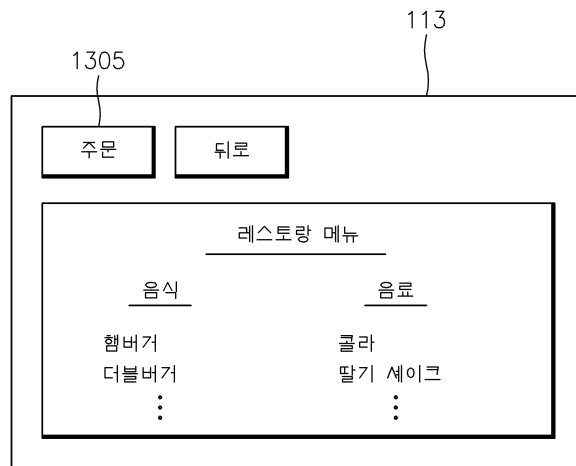 113
1305
주문 뒤로
레스토랑 메뉴
음식 음료
햄버거 콜라
더블버거 딸기 셰이크